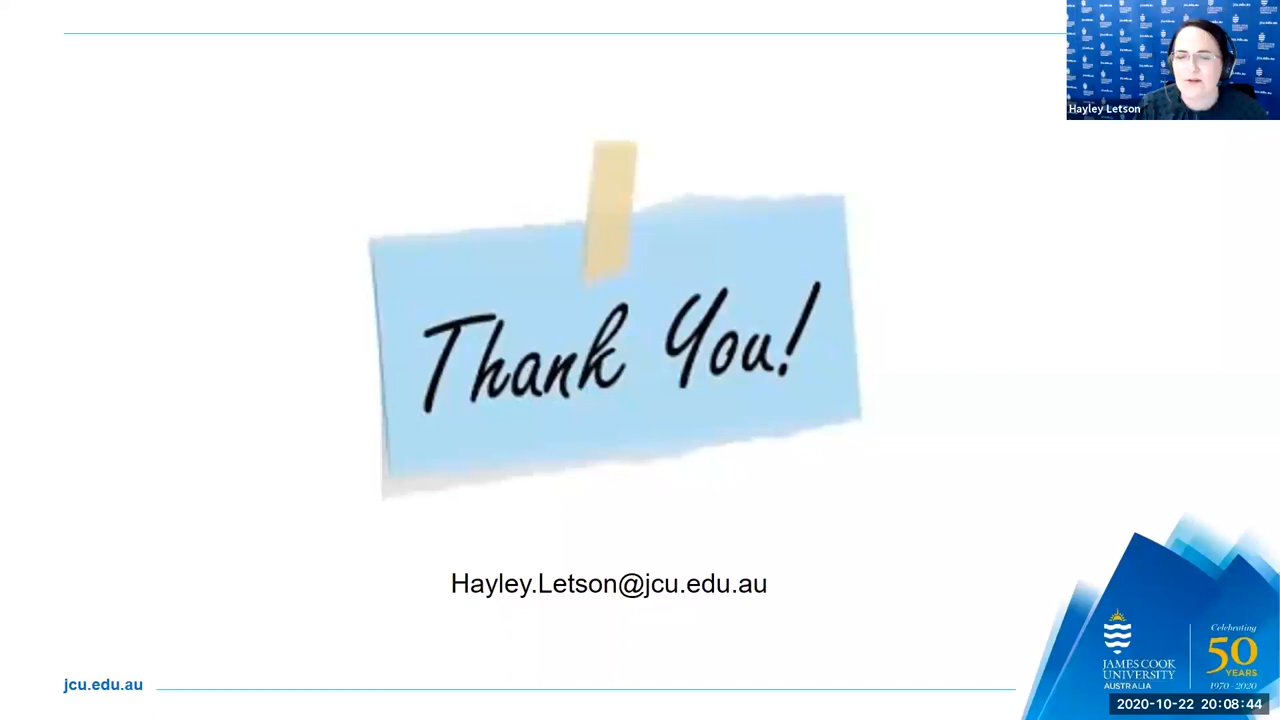 Hayley Letson
Thank You!
Hayley.Letson@jcu.edu.au
jcu.edu.au
JAMES COOK
UNIVERSITY
AUSTRALIA
Celebrating
50
YEARS
1970 - 2020
2020-10-22 20:08:44